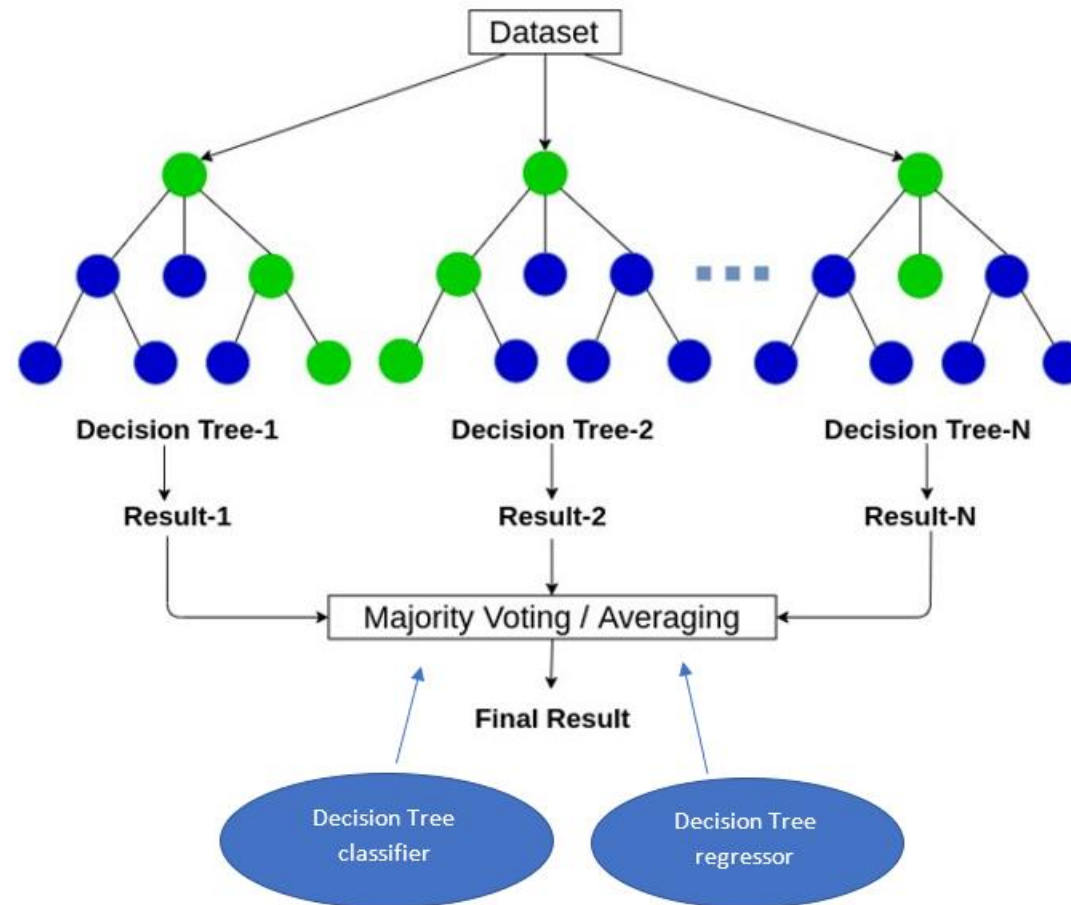 Dataset
Decision Tree-1
Decision Tree-2
Decision Tree-N
Result-1
Result-2
Result-N
Majority Voting / Averaging
Final Result
Decision Tree
classifier
Decision Tree
regressor